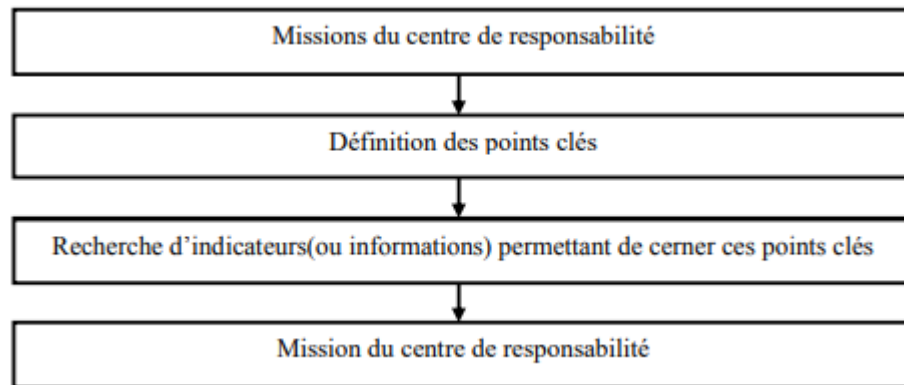 Missions du centre de responsabilité
Définition des points clés
Recherche d'indicateurs(ou informations) permettant de cerner ces points clés
Mission du centre de responsabilité